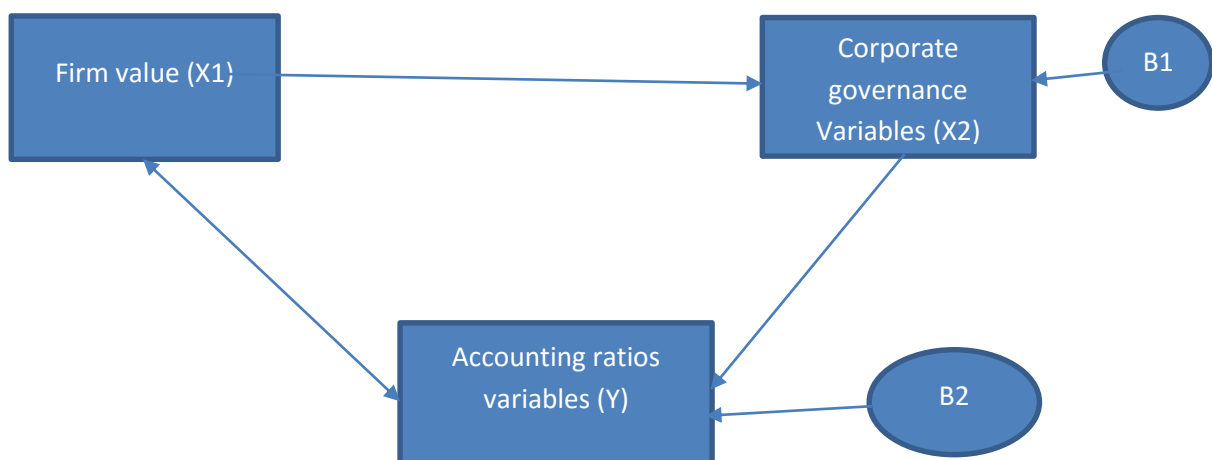 Firm value (X1)
Corporate
governance
Variables (X2)
B1
Accounting ratios
variables (Y)
B2